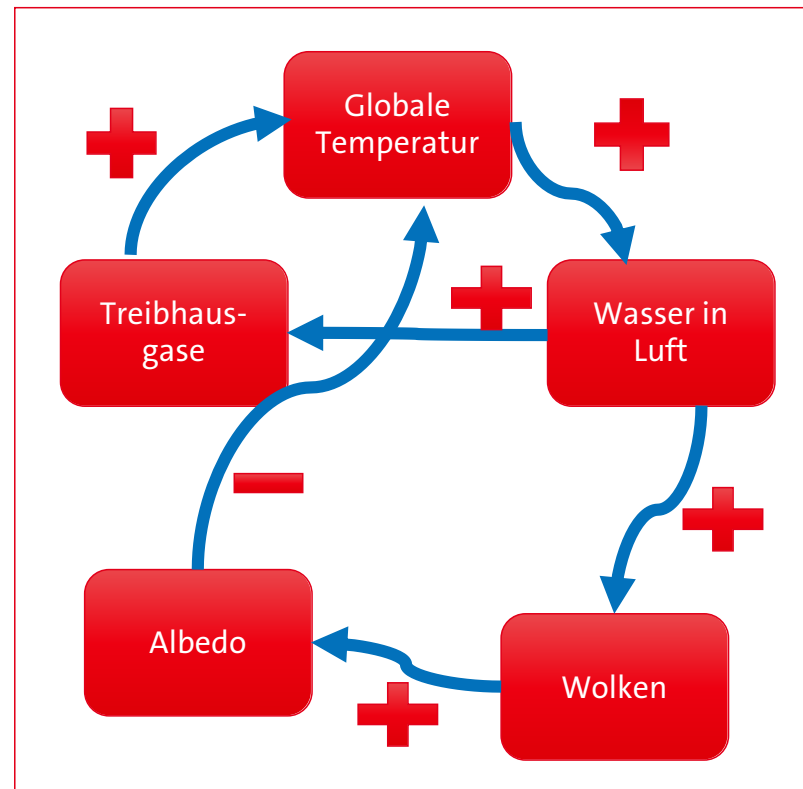 Globale
Temperatur
Treibhaus-
gase
Wasser in
Luft
Albedo
Wolken